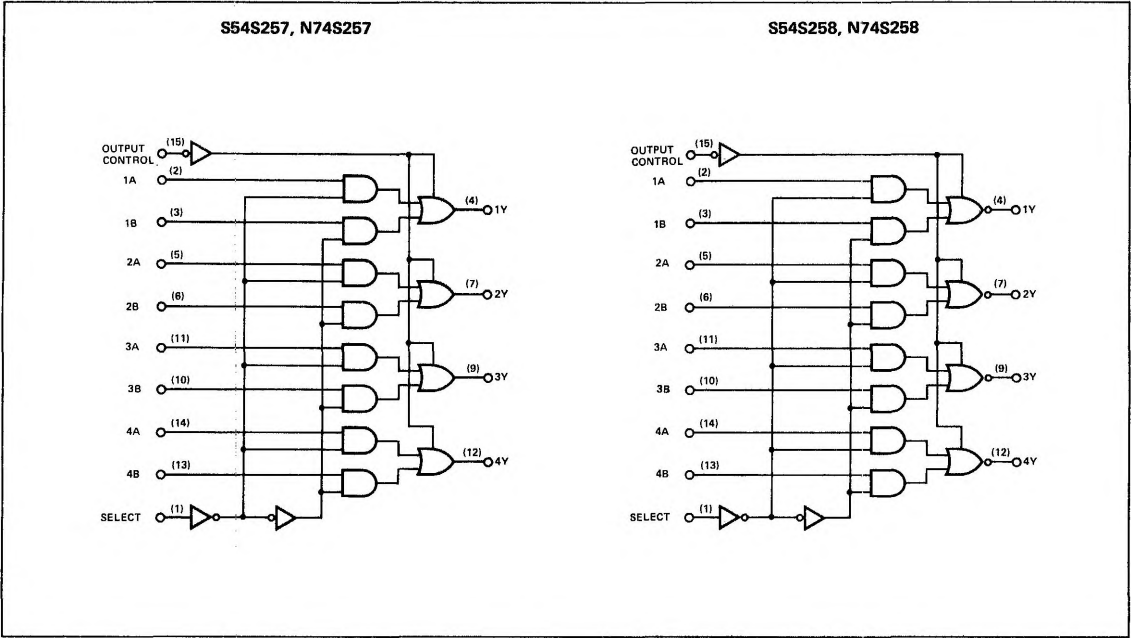 S54S257, N74S257
OUTPUT
CONTROL
(15)
1A
(2)
1B
(3)
2A
(5)
2B
(6)
3A
(11)
3B
(10)
4A
(14)
4B
(13)
SELECT
(1)
(4)
1Y
(7)
2Y
(9)
3Y
(12)
4Y
S54S258, N74S258
OUTPUT
CONTROL
(15)
1A
(2)
1B
(3)
2A
(5)
2B
(6)
3A
(11)
3B
(10)
4A
(14)
4B
(13)
SELECT
(1)
(4)
1Y
(7)
2Y
(9)
3Y
(12)
4Y